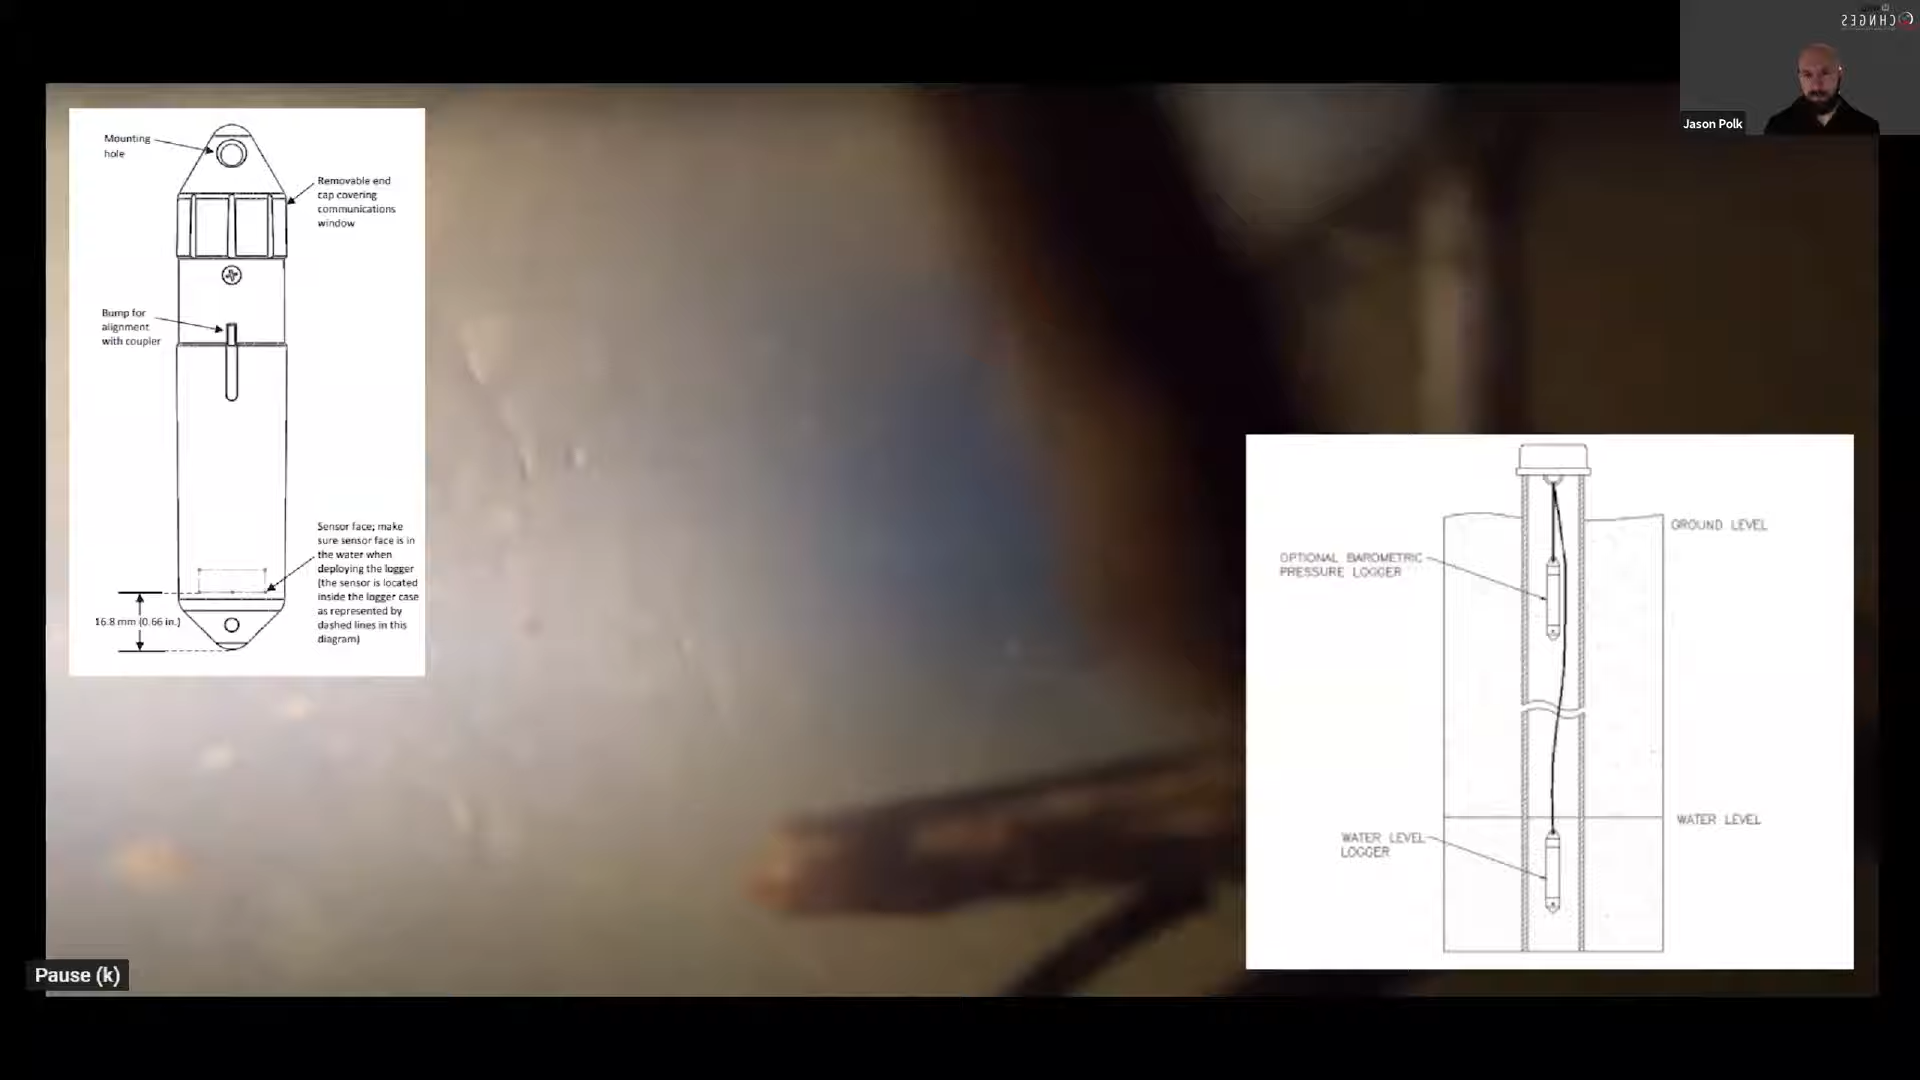 CHNGES
Jason Polk
Mounting
hole
Removable end
cap covering
communications
window
Bump for
alignment
with coupler
Sensor face; make
sure sensor face is in
the water when
deploying the logger
(the sensor is located
inside the logger case
as represented by
dashed lines in this
diagram)
16.8 mm (0.66 in.)
GROUND LEVEL
OPTIONAL BAROMETRIC
PRESSURE LOGGER
WATER LEVEL
WATER LEVEL
LOGGER
Pause (k)